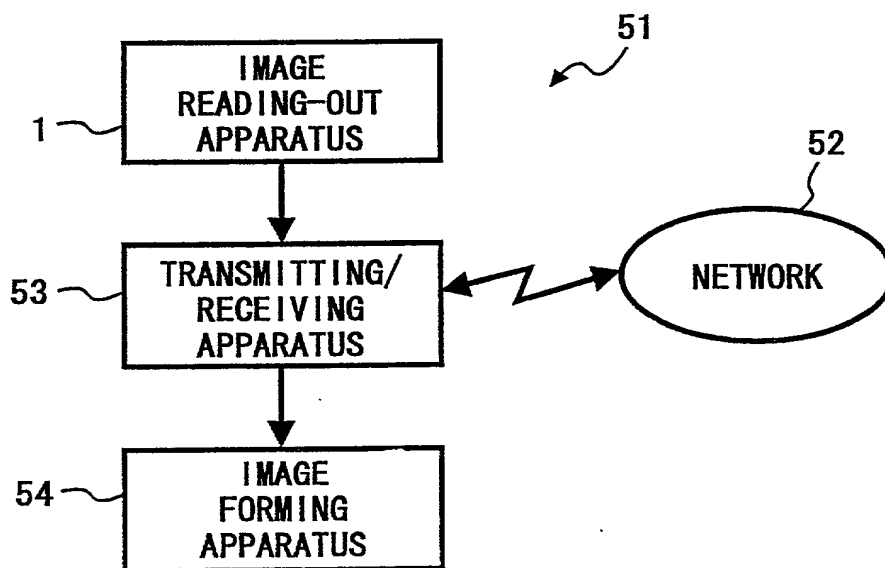 51
IMAGE
READING-OUT
APPARATUS
1
52
53
TRANSMITTING/
RECEIVING
APPARATUS
NETWORK
54
IMAGE
FORMING
APPARATUS